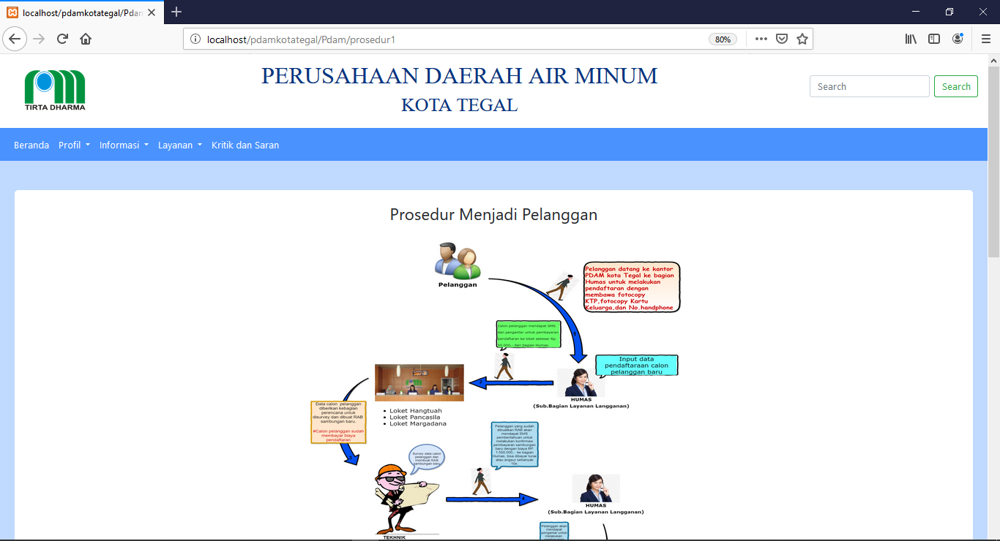 localhost/pdamkotategal/Pdan
localhost/pdamkotategal/Pdam/prosedur1
80%
TIRTA DHARMA
PERUSAHAAN DAERAH AIR MINUM
KOTA TEGAL
Search
Search
Beranda
Profil
Informasi
Layanan
Kritik dan Saran
Prosedur Menjadi Pelanggan
Pelanggan
Pelanggan datang ke kantor
PDAM kota Tegal ke bagian
Humas untuk melakukan
pendaftaran dengan
membawa fotocopy
KTP,fotocopy Kartu
Keluarga,dan No.handphone
1
Calon pelanggan mendapat SMS
dan pengantar untuk pembayaran
pendaftaran ke loket sebesar Rp.
50.000,- dari bagian Humas.
Input data
pendaftaraan calon
pelanggan baru
2
HUMAS
(Sub.Bagian Layanan Langganan)
Loket Hangtuah
Loket Pancasila
Loket Margadana
Data calon pelanggan
diberikan kebagian
perencana untuk
disurvey dan dibuat RAB
sambungan baru.
#Calon pelanggan sudah
membayar biaya
pendaftaran
3
Survey data calon
pelanggan dan
membuat RAB
sambungan baru
Pelanggan yang sudah
dibuatkan RAB akan
mendapat SMS
pemberitahuan untuk
melakukan konfirmasi
pembayaran sambungan
baru dengan biaya RP.
1.550.000,- ke bagian
Humas, bisa dibayar tunai
atau angsur sebanyak
10x
4
HUMAS
(Sub.Bagian Layanan Langganan)
TEKHNIK
Pelanggan akan
mendapat
pengantar untuk
melakukan